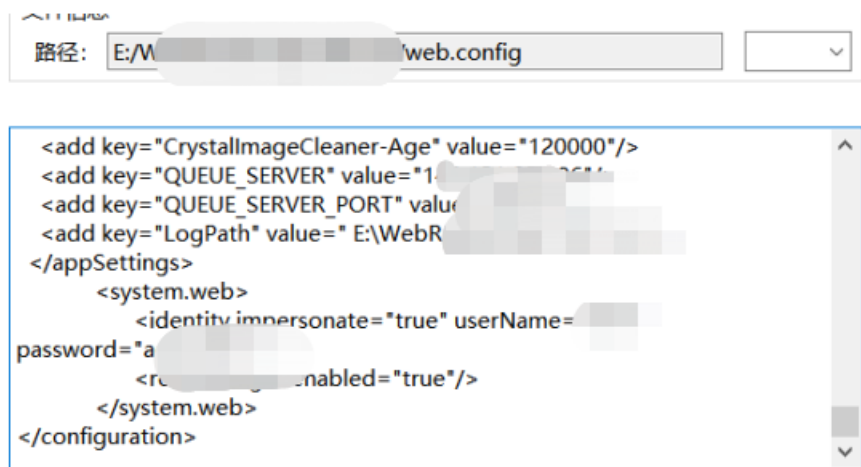 路径: E:/W /web.config
<add key="CrystalImageCleaner-Age" value="120000"/>
<add key="QUEUE_SERVER" value="1
<add key="QUEUE_SERVER_PORT" value
<add key="LogPath" value=" E:\WebR
</appSettings>
<system.web>
<identity impersonate="true" userName=
password="a
enabled="true"/>
</system.web>
</configuration>